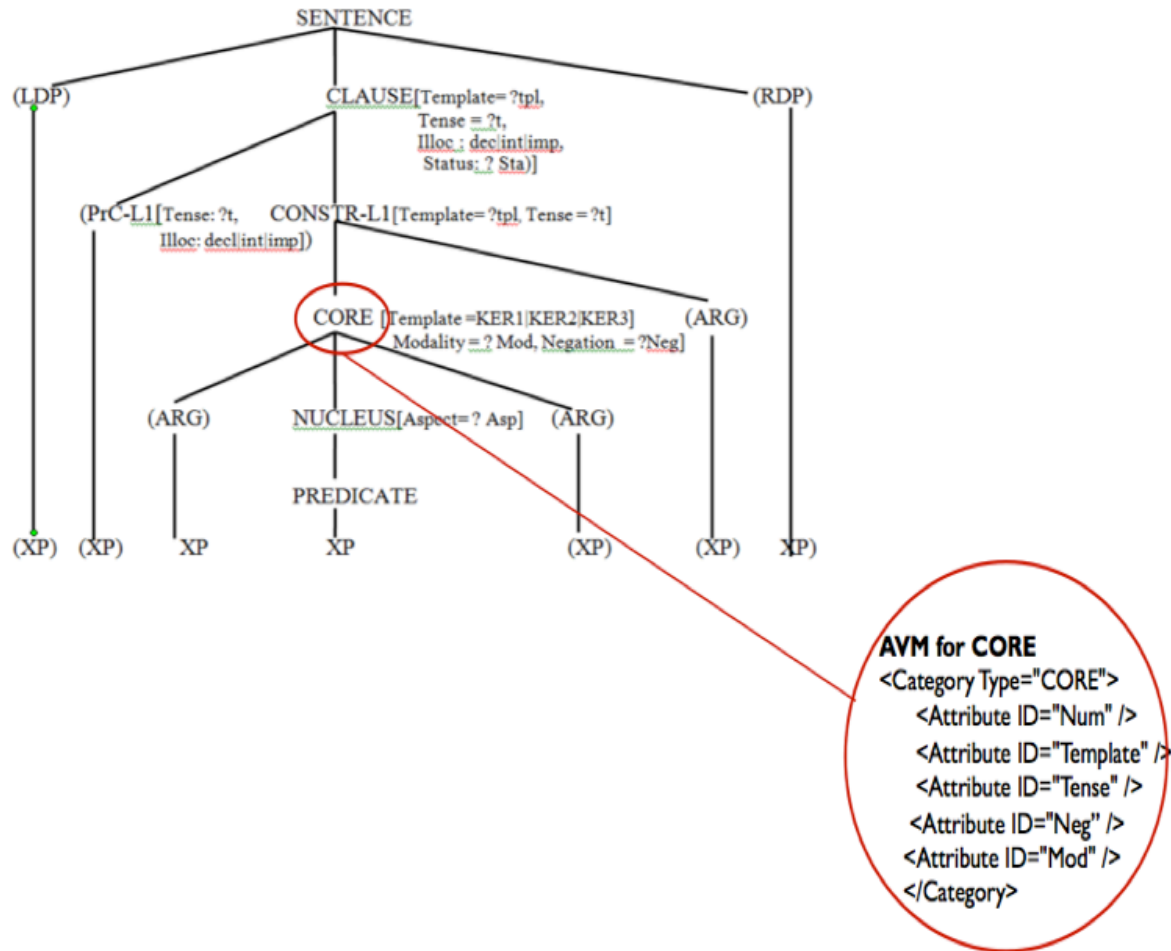 SENTENCE
(LDP)
CLAUSE[Template= ?tpl,
(RDP)
Tense = ?t,
Illoc : dec|int|imp,
Status: ? Sta)]
(PrC-L1[Tense: ?t,
CONSTR-L1[Template= ?tpl, Tense = ?t]
Illoc: decl|int|imp])
CORE [Template =KER1|KER2|KER3]
(ARG)
Modality = ? Mod, Negation = ?Neg]
(ARG)
NUCLEUS[Aspect= ? Asp]
(ARG)
PREDICATE
(XP) (XP) XP XP (XP) (XP) XP)
AVM for CORE
<Category Type="CORE">
<Attribute ID="Num" />
<Attribute ID="Template" />
<Attribute ID="Tense" />
<Attribute ID="Neg" />
<Attribute ID="Mod" />
</Category>